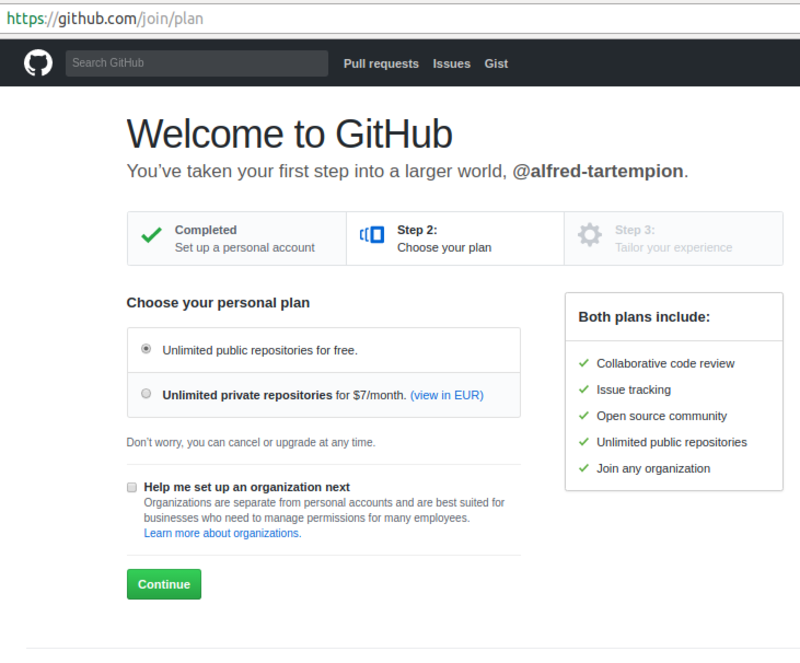 https://github.com/join/plan
Search GitHub
Pull requests Issues Gist
Welcome to GitHub
You've taken your first step into a larger world, @alfred-tartempion.
Completed
Set up a personal account
Step 2:
Choose your plan
Step 3:
Tailor your experience
Choose your personal plan
Unlimited public repositories for free.
Unlimited private repositories for $7/month. (view in EUR)
Don't worry, you can cancel or upgrade at any time.
Help me set up an organization next
Organizations are separate from personal accounts and are best suited for
businesses who need to manage permissions for many employees.
Learn more about organizations.
Continue
Both plans include:
Collaborative code review
Issue tracking
Open source community
Unlimited public repositories
Join any organization